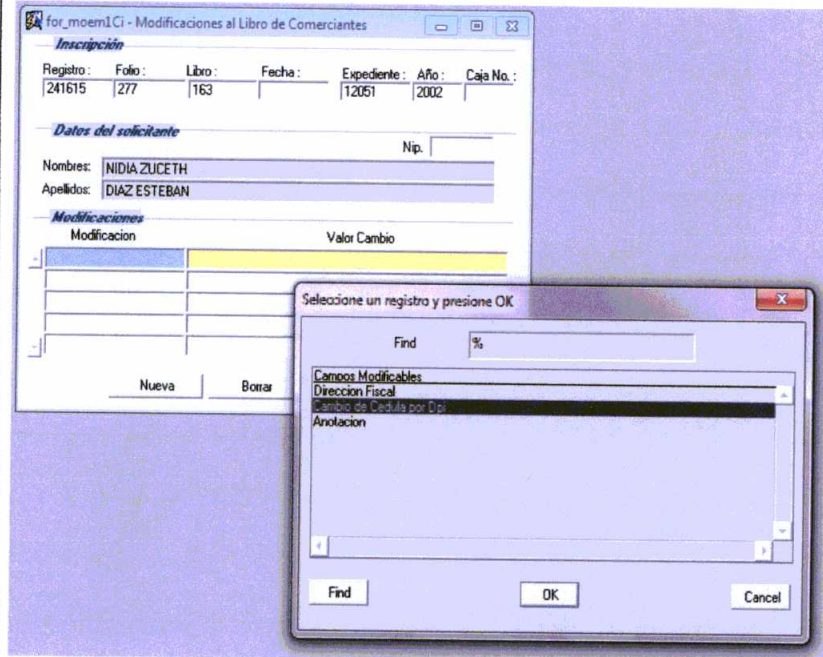 for_moem1Ci - Modificaciones al Libro de Comerciantes
Inscripción
Registro : Folio : Libro : Fecha : Expediente : Año : Caja No. :
241615 277 163 12051 2002
Datos del solicitante
Nip.
Nombres: NIDIA ZUCETH
Apellidos: DIAZ ESTEBAN
Modificaciones
Modificacion Valor Cambio
Nueva Borrar
Seleccione un registro y presione OK
Find %
Campos Modificables
Direccion Fiscal
Cambio de Cedula por Dpi
Anotacion
Find OK Cancel